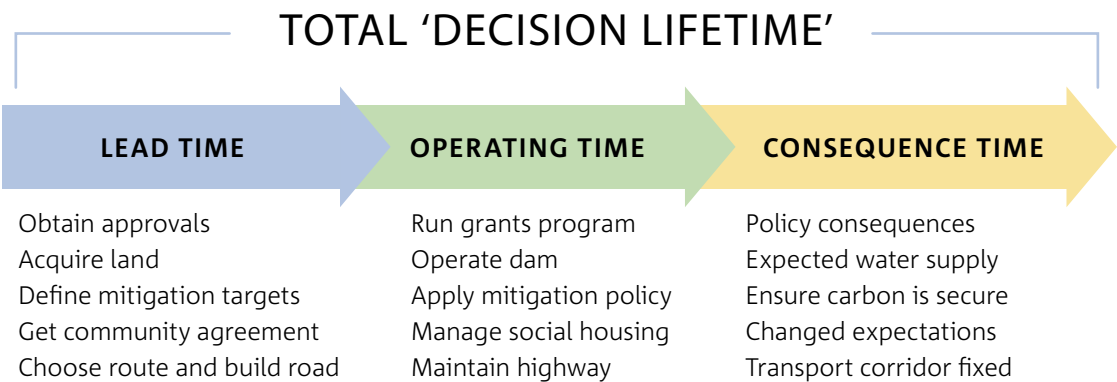 TOTAL ‘DECISION LIFETIME’
LEAD TIME
OPERATING TIME
CONSEQUENCE TIME
Obtain approvals
Acquire land
Define mitigation targets
Get community agreement
Choose route and build road
Run grants program
Operate dam
Apply mitigation policy
Manage social housing
Maintain highway
Policy consequences
Expected water supply
Ensure carbon is secure
Changed expectations
Transport corridor fixed